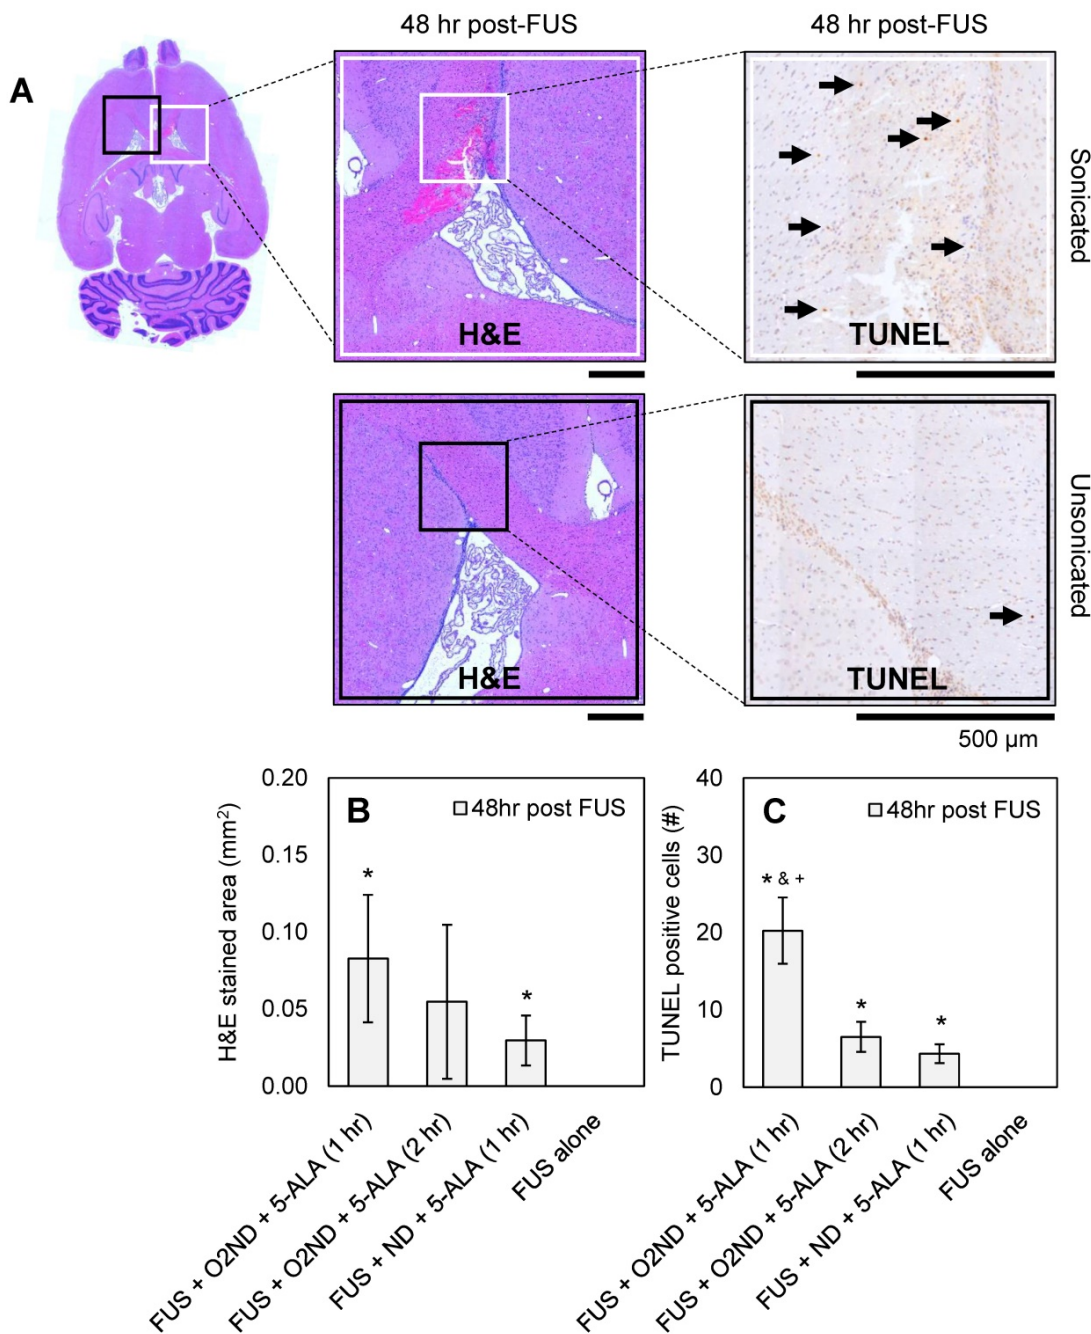 48 hr post-FUS
48 hr post-FUS
A
H&E
TUNEL
Sonicated
H&E
TUNEL
Unsonicated
500 µm
B
48hr post FUS
H&E stained area (mm²)
0.20
0.15
0.10
0.05
0.00
*
*
FUS + O2ND + 5-ALA (1 hr)
FUS + O2ND + 5-ALA (2 hr)
FUS + ND + 5-ALA (1 hr)
FUS alone
C
48hr post FUS
TUNEL positive cells (#)
40
30
20
10
0
* & +
*
*
FUS + O2ND + 5-ALA (1 hr)
FUS + O2ND + 5-ALA (2 hr)
FUS + ND + 5-ALA (1 hr)
FUS alone